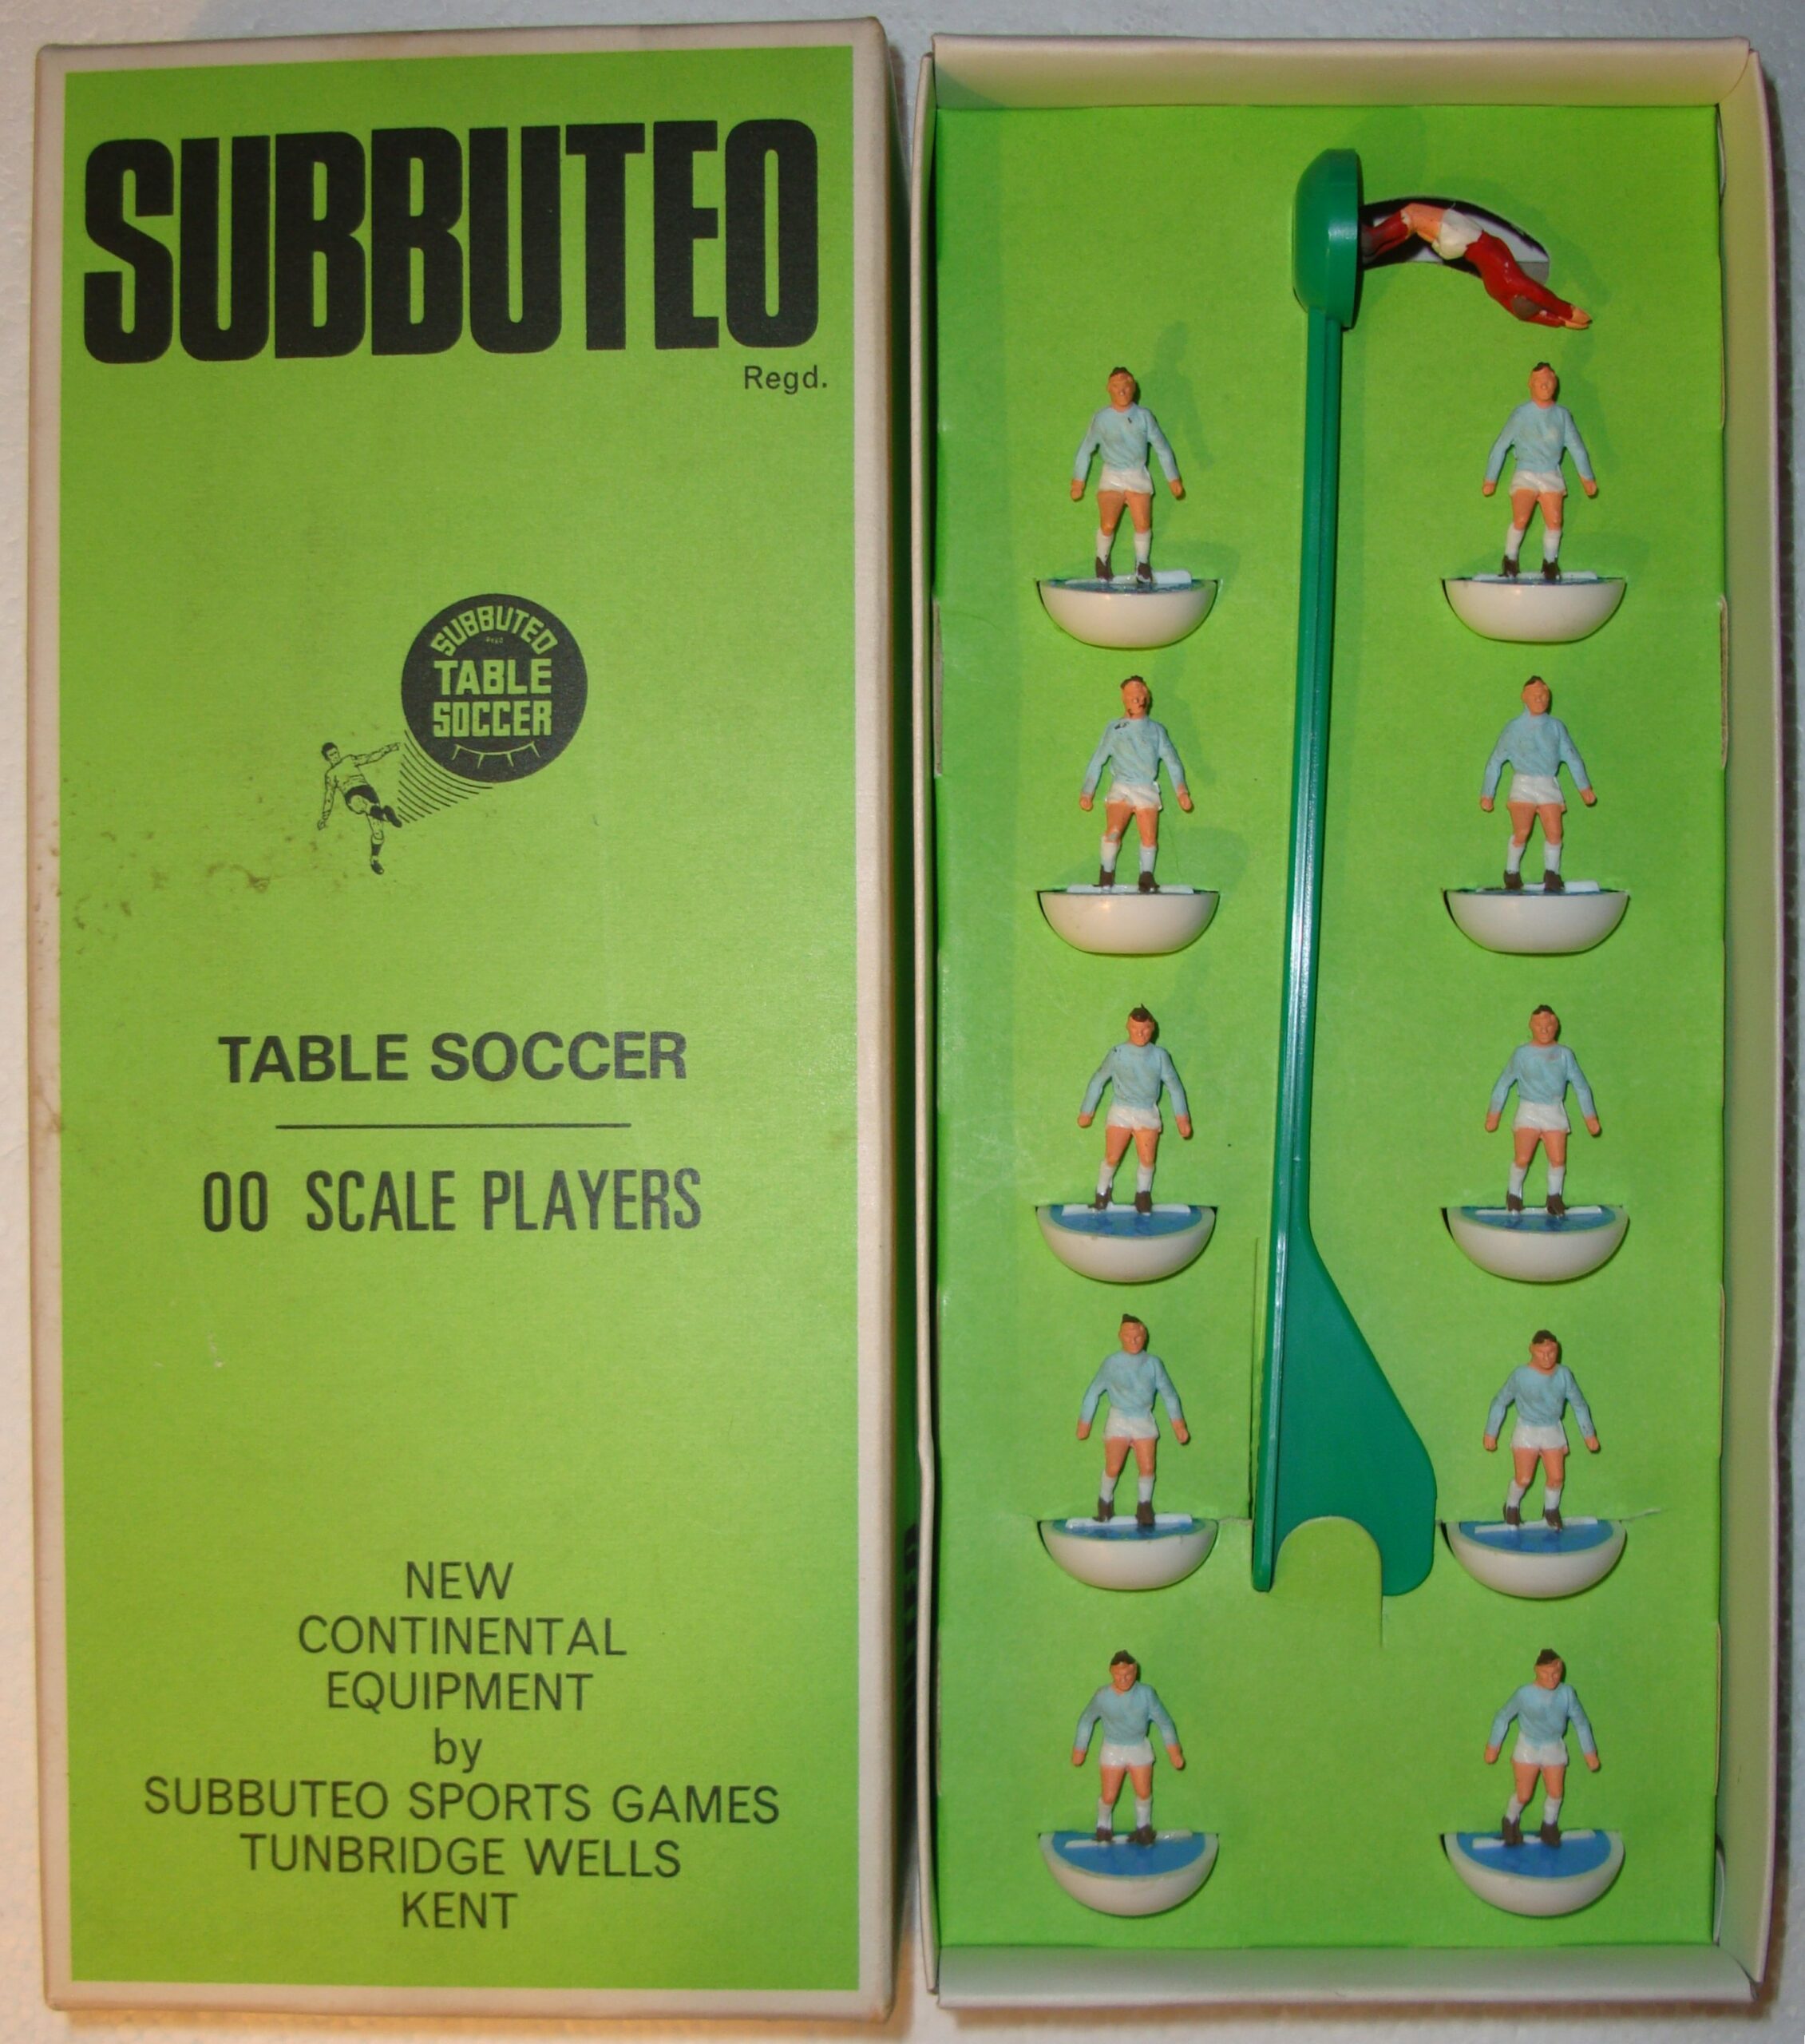 SUBBUTEO
Regd.
SUBBUTEO
Regd
TABLE
SOCCER
TABLE SOCCER
00 SCALE PLAYERS
NEW
CONTINENTAL
EQUIPMENT
by
SUBBUTEO SPORTS GAMES
TUNBRIDGE WELLS
KENT